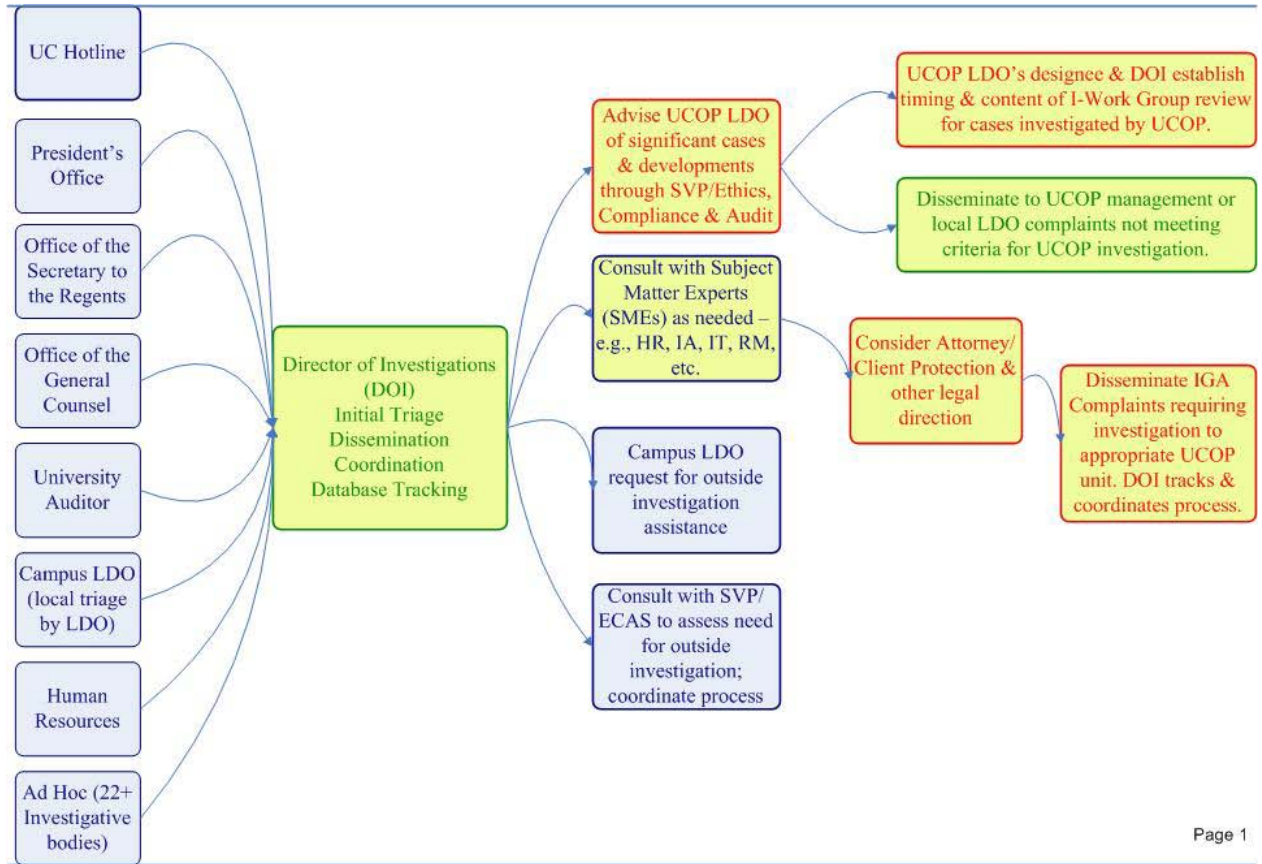 UC Hotline
President's
Office
Office of the
Secretary to
the Regents
Office of the
General
Counsel
University
Auditor
Campus LDO
(local triage
by LDO)
Human
Resources
Ad Hoc (22+
Investigative
bodies)
Director of Investigations
(DOI)
Initial Triage
Dissemination
Coordination
Database Tracking
Advise UCOP LDO
of significant cases
& developments
through SVP/Ethics,
Compliance & Audit
Consult with Subject
Matter Experts
(SMEs) as needed –
e.g., HR, IA, IT, RM,
etc.
Campus LDO
request for outside
investigation
assistance
Consult with SVP/
ECAS to assess need
for outside
investigation;
coordinate process
UCOP LDO's designee & DOI establish
timing & content of I-Work Group review
for cases investigated by UCOP.
Disseminate to UCOP management or
local LDO complaints not meeting
criteria for UCOP investigation.
Consider Attorney/
Client Protection &
other legal
direction
Disseminate IGA
Complaints requiring
investigation to
appropriate UCOP
unit. DOI tracks &
coordinates process.
Page 1